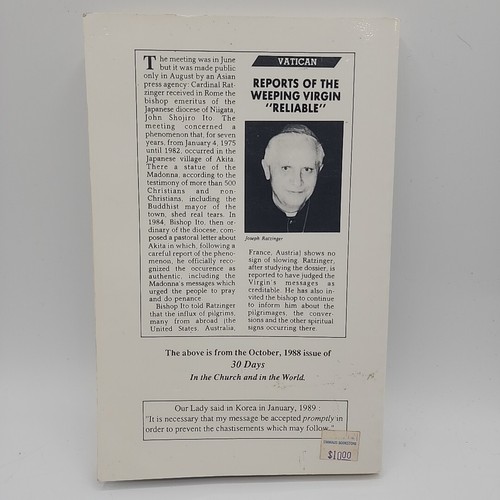 The meeting was in June
but it was made public
only in August by an Asian
press agency: Cardinal Rat-
zinger received in Rome the
bishop emeritus of the
Japanese diocese of Niigata,
John Shojiro Ito. The
meeting concerned a
phenomenon that, for seven
years, from January 4, 1975
until 1982, occurred in the
Japanese village of Akita.
There a statue of the
Madonna, according to the
testimony of more than 500
Christians and non-
Christians, including the
Buddhist mayor of the
town, shed real tears. In
1984, Bishop Ito, then or-
dinary of the diocese, com-
posed a pastoral letter about
Akita in which, following a
careful report of the pheno-
menon, he officially recog-
nized the occurence as
authentic, including the
Madonna's messages which
urged the people to pray
and do penance
Bishop Ito told Ratzinger
that the influx of pilgrims,
many from abroad (the
United States, Australia,
VATICAN
REPORTS OF THE
WEEPING VIRGIN
"RELIABLE"
Joseph Ratzinger
France, Austria) shows no
sign of slowing. Ratzinger,
after studying the dossier, is
reported to have judged the
Virgin's messages as
creditable. He has also in-
vited the bishop to continue
to inform him about the
pilgrimages, the conver-
sions and the other spiritual
signs occurring there
The above is from the October, 1988 issue of
30 Days
In the Church and in the World.
Our Lady said in Korea in January, 1989 :
"It is necessary that my message be accepted promptly in
order to prevent the chastisements which may follow."
$10.00